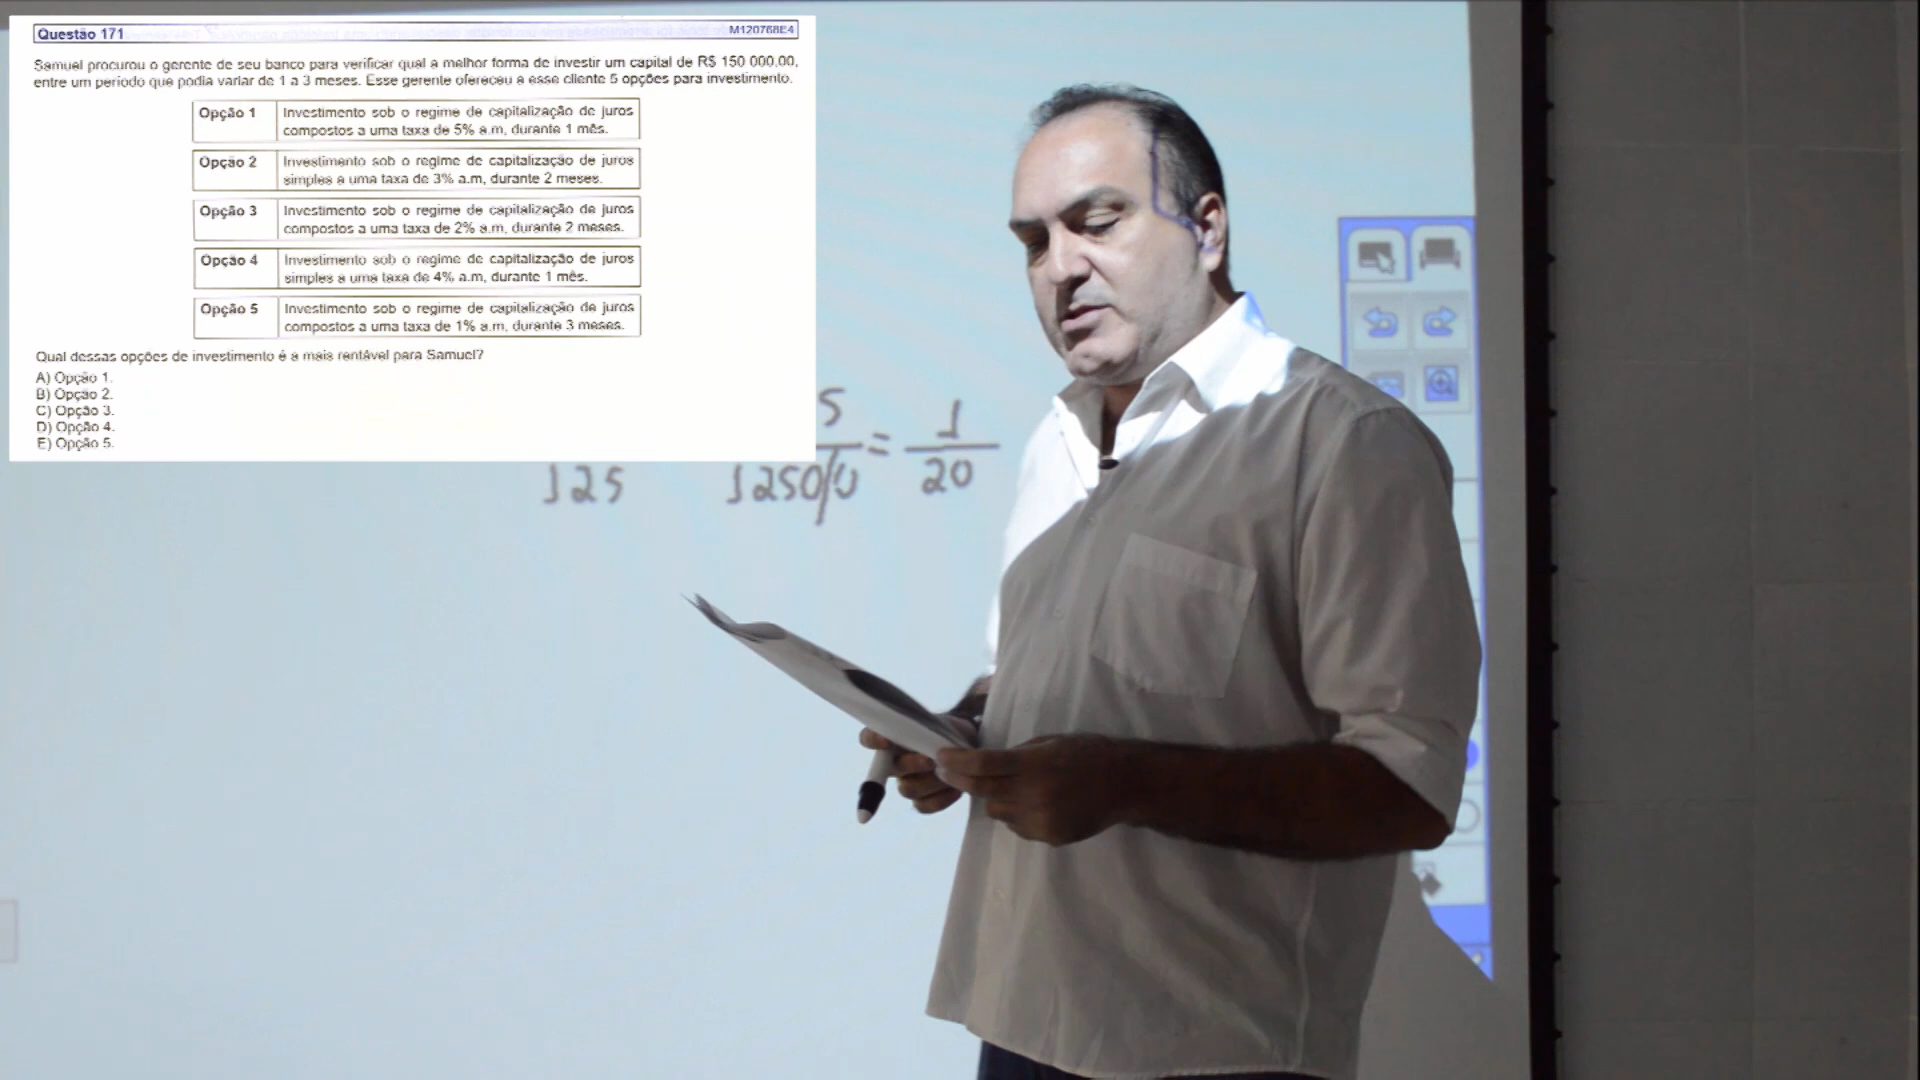 Questão 171
M120768E4
Samuel procurou o gerente de seu banco para verificar qual a melhor forma de investir um capital de R$ 150 000,00,
entre um período que podia variar de 1 a 3 meses. Esse gerente ofereceu a esse cliente 5 opções para investimento.
Opção 1
Investimento sob o regime de capitalização de juros
compostos a uma taxa de 5% a.m, durante 1 mês.
Opção 2
Investimento sob o regime de capitalização de juros
simples a uma taxa de 3% a.m, durante 2 meses.
Opção 3
Investimento sob o regime de capitalização de juros
compostos a uma taxa de 2% a.m, durante 2 meses.
Opção 4
Investimento sob o regime de capitalização de juros
simples a uma taxa de 4% a.m, durante 1 mês.
Opção 5
Investimento sob o regime de capitalização de juros
compostos a uma taxa de 1% a.m, durante 3 meses.
Qual dessas opções de investimento é a mais rentável para Samuel?
A) Opção 1.
B) Opção 2.
C) Opção 3.
D) Opção 4.
E) Opção 5.
5 = 1
125 1250/0 20